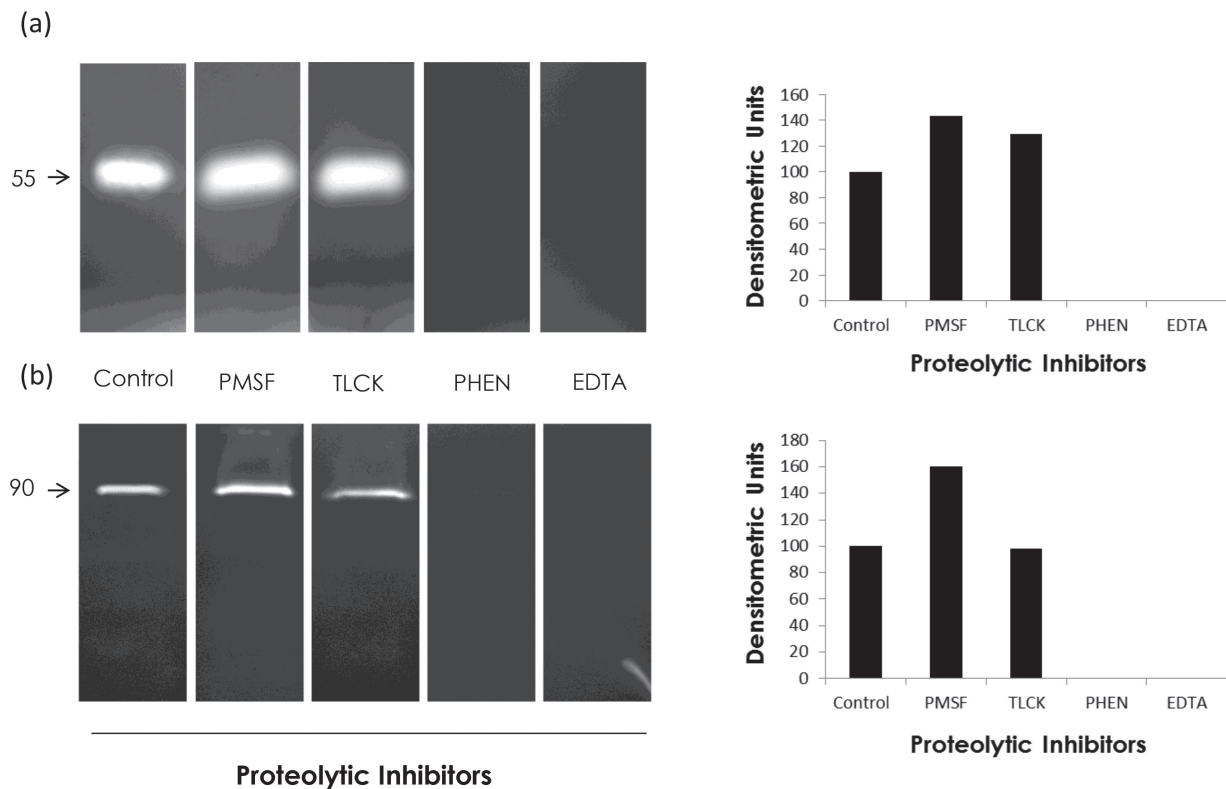 (a)
55 →
Densitometric Units
160
140
120
100
80
60
40
20
0
Control PMSF TLCK PHEN EDTA
Proteolytic Inhibitors
(b)
Control PMSF TLCK PHEN EDTA
90 →
Densitometric Units
180
160
140
120
100
80
60
40
20
0
Control PMSF TLCK PHEN EDTA
Proteolytic Inhibitors
Proteolytic Inhibitors